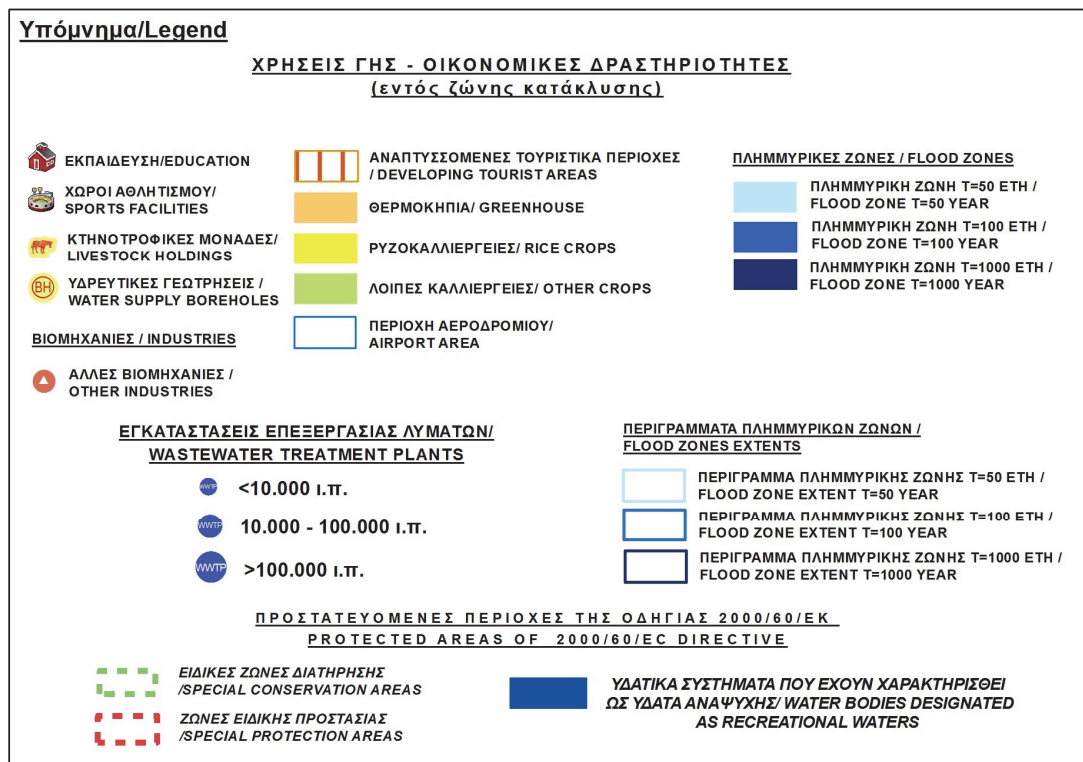 Υπόμνημα/Legend
ΧΡΗΣΕΙΣ ΓΗΣ - ΟΙΚΟΝΟΜΙΚΕΣ ΔΡΑΣΤΗΡΙΟΤΗΤΕΣ
(εντός ζώνης κατάκλυσης)
ΕΚΠΑΙΔΕΥΣΗ/EDUCATION
ΧΩΡΟΙ ΑΘΛΗΤΙΣΜΟΥ/
SPORTS FACILITIES
ΚΤΗΝΟΤΡΟΦΙΚΕΣ ΜΟΝΑΔΕΣ/
LIVESTOCK HOLDINGS
BH
ΥΔΡΕΥΤΙΚΕΣ ΓΕΩΤΡΗΣΕΙΣ /
WATER SUPPLY BOREHOLES
ΒΙΟΜΗΧΑΝΙΕΣ / INDUSTRIES
ΑΛΛΕΣ ΒΙΟΜΗΧΑΝΙΕΣ /
OTHER INDUSTRIES
ΑΝΑΠΤΥΣΣΟΜΕΝΕΣ ΤΟΥΡΙΣΤΙΚΑ ΠΕΡΙΟΧΕΣ
/ DEVELOPING TOURIST AREAS
ΘΕΡΜΟΚΗΠΙΑ/ GREENHOUSE
ΡΥΖΟΚΑΛΛΙΕΡΓΕΙΕΣ/ RICE CROPS
ΛΟΙΠΕΣ ΚΑΛΛΙΕΡΓΕΙΕΣ/ OTHER CROPS
ΠΕΡΙΟΧΗ ΑΕΡΟΔΡΟΜΙΟΥ/
AIRPORT AREA
ΠΛΗΜΜΥΡΙΚΕΣ ΖΩΝΕΣ / FLOOD ZONES
ΠΛΗΜΜΥΡΙΚΗ ΖΩΝΗ T=50 ΕΤΗ /
FLOOD ZONE T=50 YEAR
ΠΛΗΜΜΥΡΙΚΗ ΖΩΝΗ T=100 ΕΤΗ /
FLOOD ZONE T=100 YEAR
ΠΛΗΜΜΥΡΙΚΗ ΖΩΝΗ T=1000 ΕΤΗ /
FLOOD ZONE T=1000 YEAR
ΕΓΚΑΤΑΣΤΑΣΕΙΣ ΕΠΕΞΕΡΓΑΣΙΑΣ ΛΥΜΑΤΩΝ/
WASTEWATER TREATMENT PLANTS
WWTP <10.000 ι.π.
WWTP 10.000 - 100.000 ι.π.
WWTP >100.000 ι.π.
ΠΕΡΙΓΡΑΜΜΑΤΑ ΠΛΗΜΜΥΡΙΚΩΝ ΖΩΝΩΝ /
FLOOD ZONES EXTENTS
ΠΕΡΙΓΡΑΜΜΑ ΠΛΗΜΜΥΡΙΚΗΣ ΖΩΝΗΣ T=50 ΕΤΗ /
FLOOD ZONE EXTENT T=50 YEAR
ΠΕΡΙΓΡΑΜΜΑ ΠΛΗΜΜΥΡΙΚΗΣ ΖΩΝΗΣ T=100 ΕΤΗ /
FLOOD ZONE EXTENT T=100 YEAR
ΠΕΡΙΓΡΑΜΜΑ ΠΛΗΜΜΥΡΙΚΗΣ ΖΩΝΗΣ T=1000 ΕΤΗ /
FLOOD ZONE EXTENT T=1000 YEAR
ΠΡΟΣΤΑΤΕΥΟΜΕΝΕΣ ΠΕΡΙΟΧΕΣ ΤΗΣ ΟΔΗΓΙΑΣ 2000/60/ΕΚ
PROTECTED AREAS OF 2000/60/EC DIRECTIVE
ΕΙΔΙΚΕΣ ΖΩΝΕΣ ΔΙΑΤΗΡΗΣΗΣ
/SPECIAL CONSERVATION AREAS
ΖΩΝΕΣ ΕΙΔΙΚΗΣ ΠΡΟΣΤΑΣΙΑΣ
/SPECIAL PROTECTION AREAS
ΥΔΑΤΙΚΑ ΣΥΣΤΗΜΑΤΑ ΠΟΥ ΕΧΟΥΝ ΧΑΡΑΚΤΗΡΙΣΘΕΙ
ΩΣ ΥΔΑΤΑ ΑΝΑΨΥΧΗΣ/ WATER BODIES DESIGNATED
AS RECREATIONAL WATERS